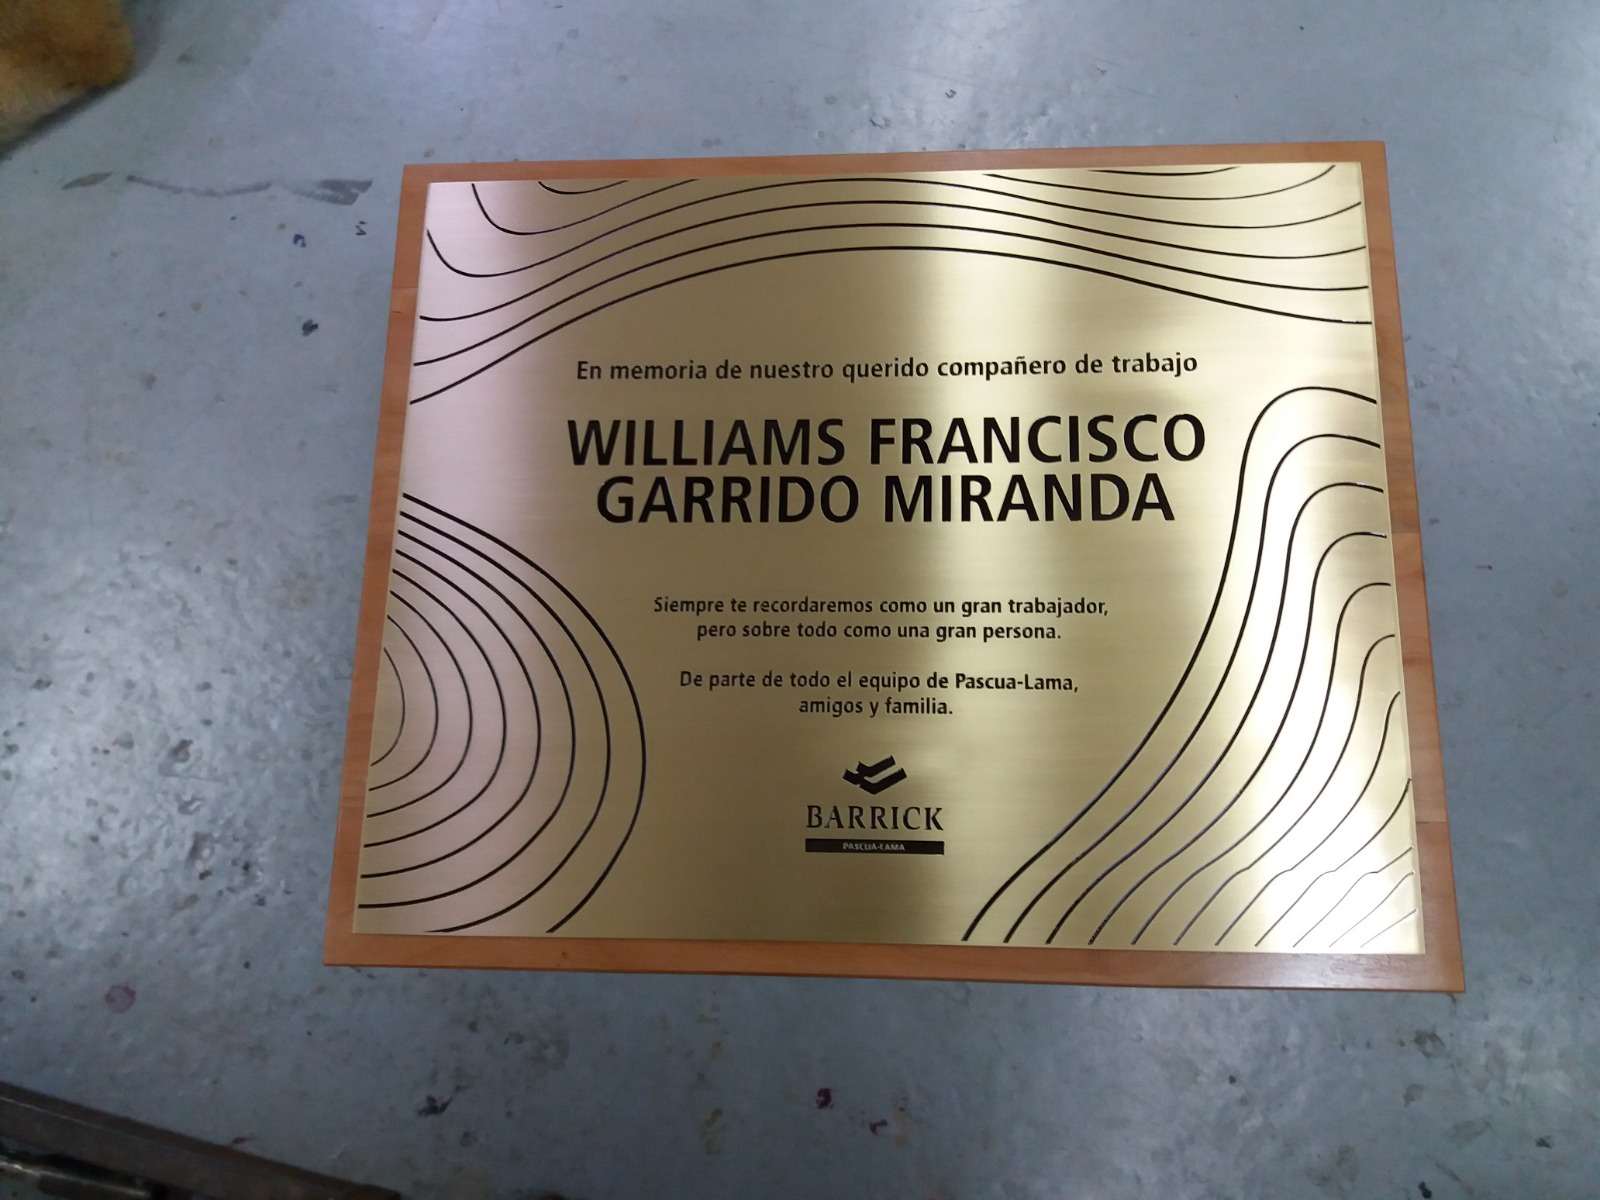 En memoria de nuestro querido compañero de trabajo
WILLIAMS FRANCISCO
GARRIDO MIRANDA
Siempre te recordaremos como un gran trabajador,
pero sobre todo como una gran persona.
De parte de todo el equipo de Pascua-Lama,
amigos y familia.
BARRICK
PASCUA-LAMA